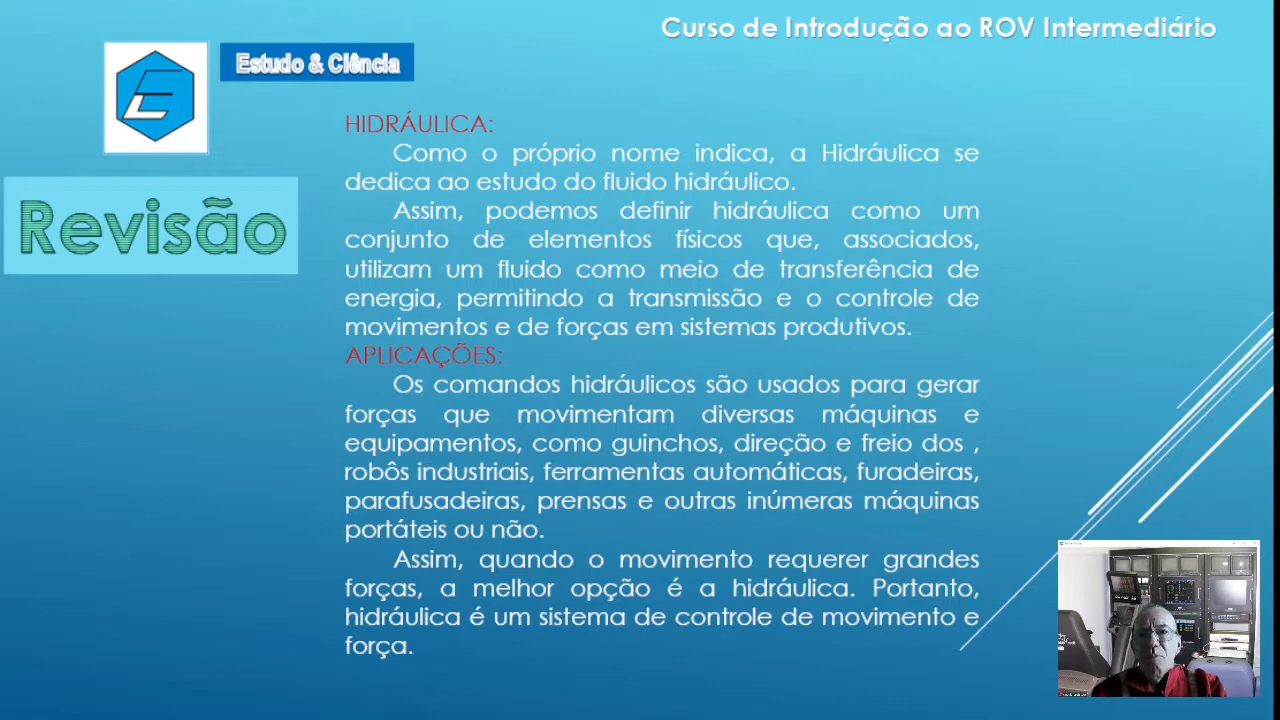 Curso de Introdução ao ROV Intermediário
Estudo & Ciência
Revisão
HIDRÁULICA:
Como o próprio nome indica, a Hidráulica se
dedica ao estudo do fluido hidráulico.
Assim, podemos definir hidráulica como um
conjunto de elementos físicos que, associados,
utilizam um fluido como meio de transferência de
energia, permitindo a transmissão e o controle de
movimentos e de forças em sistemas produtivos.
APLICAÇÕES:
Os comandos hidráulicos são usados para gerar
forças que movimentam diversas máquinas e
equipamentos, como guinchos, direção e freio dos ,
robôs industriais, ferramentas automáticas, furadeiras,
parafusadeiras, prensas e outras inúmeras máquinas
portáteis ou não.
Assim, quando o movimento requerer grandes
forças, a melhor opção é a hidráulica. Portanto,
hidráulica é um sistema de controle de movimento e
força.